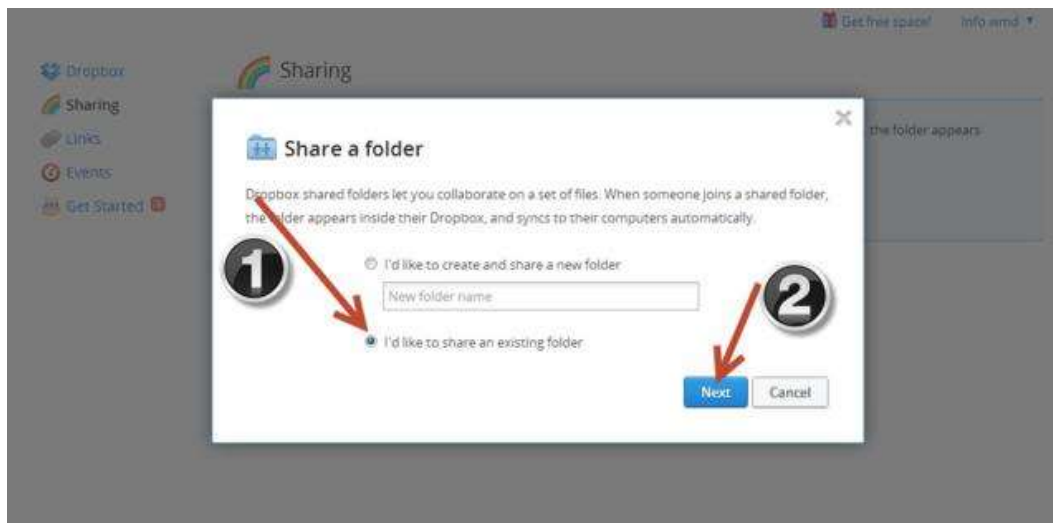 Get free space! Info wmd
Dropbox
Sharing
Sharing
Links
the folder appears
Events
Get Started
Share a folder
Dropbox shared folders let you collaborate on a set of files. When someone joins a shared folder,
the folder appears inside their Dropbox, and syncs to their computers automatically.
1
I'd like to create and share a new folder
New folder name
2
I'd like to share an existing folder
Next Cancel